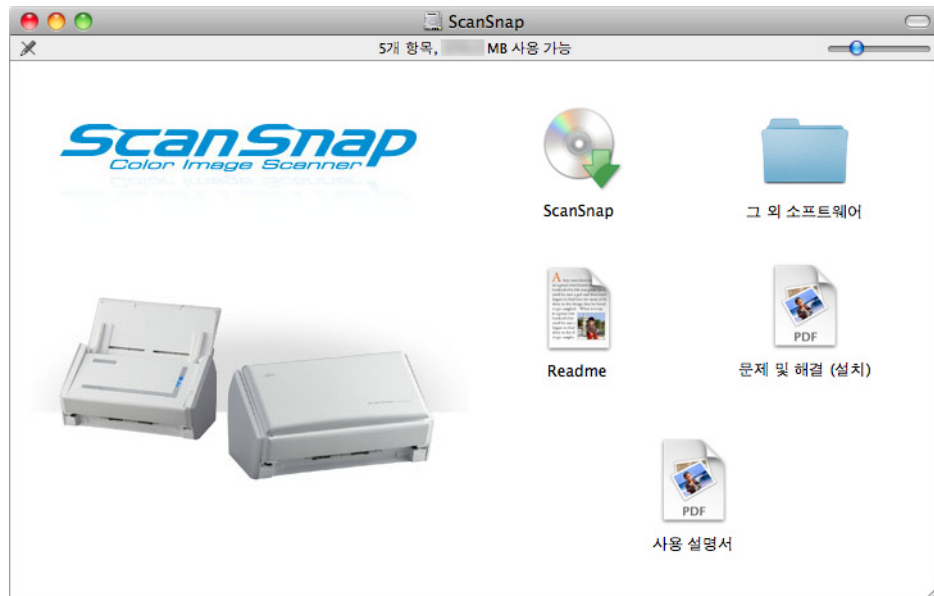 ScanSnap
5개 항목, MB 사용 가능
ScanSnap
Color Image Scanner
ScanSnap
그 외 소프트웨어
PDF
Readme
문제 및 해결 (설치)
PDF
사용 설명서